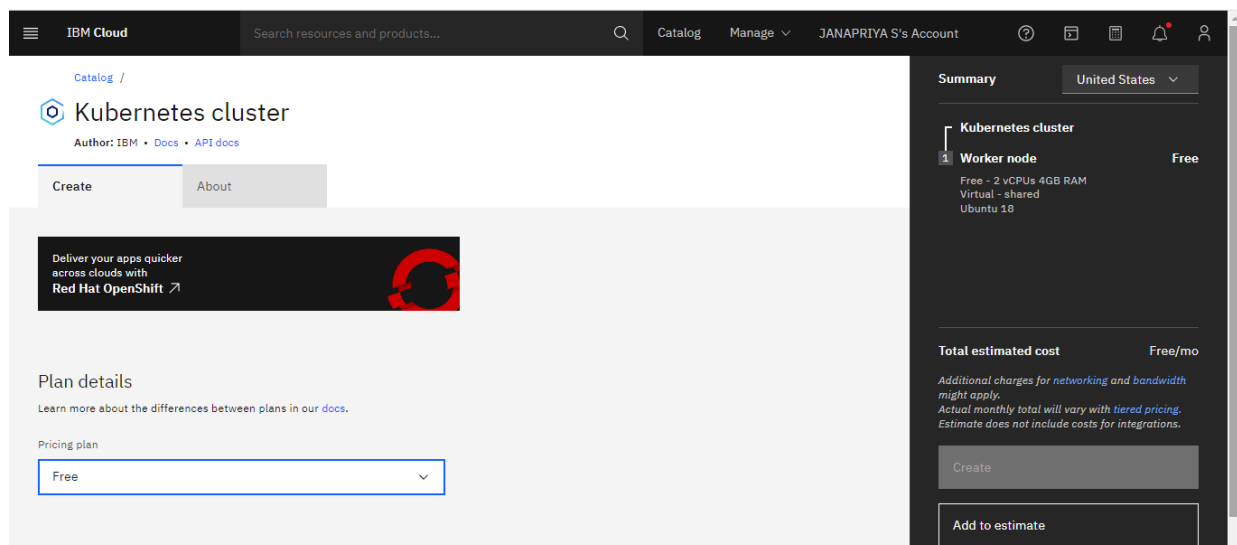 IBM Cloud
Search resources and products...
Catalog
Manage
JANAPRIYA S's Account
Catalog /
Kubernetes cluster
Author: IBM • Docs • API docs
Create
About
Deliver your apps quicker
across clouds with
Red Hat OpenShift ↗
Plan details
Learn more about the differences between plans in our docs.
Pricing plan
Free
Summary
United States
Kubernetes cluster
1 Worker node Free
Free - 2 vCPUs 4GB RAM
Virtual - shared
Ubuntu 18
Total estimated cost Free/mo
Additional charges for networking and bandwidth
might apply.
Actual monthly total will vary with tiered pricing.
Estimate does not include costs for integrations.
Create
Add to estimate